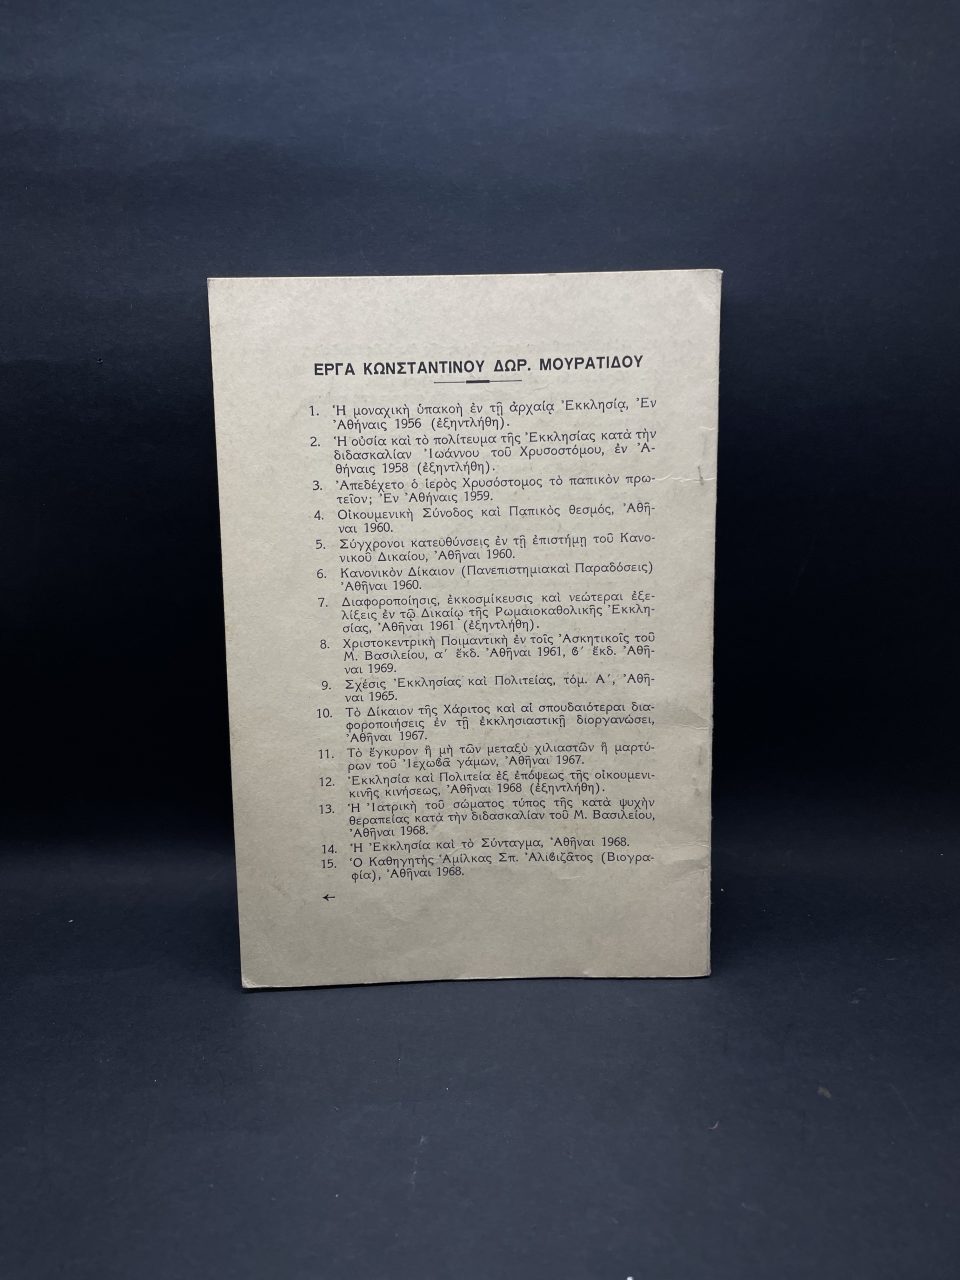 ΕΡΓΑ ΚΩΝΣΤΑΝΤΙΝΟΥ ΔΩΡ. ΜΟΥΡΑΤΙΔΟΥ
1. Ἡ μοναχικὴ ὑπακοὴ ἐν τῇ ἀρχαίᾳ Ἐκκλησίᾳ, Ἐν
Ἀθήναις 1956 (ἐξηντλήθη).
2. Ἡ οὐσία καὶ τὸ πολίτευμα τῆς Ἐκκλησίας κατὰ τὴν
διδασκαλίαν Ἰωάννου τοῦ Χρυσοστόμου, ἐν Ἀ-
θήναις 1958 (ἐξηντλήθη).
3. Ἀπεδέχετο ὁ ἱερὸς Χρυσόστομος τὸ παπικὸν πρω-
τεῖον; Ἐν Ἀθήναις 1959.
4. Οἰκουμενικὴ Σύνοδος καὶ Παπικὸς θεσμός, Ἀθῆ-
ναι 1960.
5. Σύγχρονοι κατευθύνσεις ἐν τῇ ἐπιστήμῃ τοῦ Κανο-
νικοῦ Δικαίου, Ἀθῆναι 1960.
6. Κανονικὸν Δίκαιον (Πανεπιστημιακαὶ Παραδόσεις)
Ἀθῆναι 1960.
7. Διαφοροποίησις, ἐκκοσμίκευσις καὶ νεώτεραι ἐξε-
λίξεις ἐν τῷ Δικαίῳ τῆς Ρωμαιοκαθολικῆς Ἐκκλη-
σίας, Ἀθῆναι 1961 (ἐξηντλήθη).
8. Χριστοκεντρικὴ Ποιμαντικὴ ἐν τοῖς Ἀσκητικοῖς τοῦ
Μ. Βασιλείου, α΄ ἔκδ. Ἀθῆναι 1961, ϐ΄ ἔκδ. Ἀθῆ-
ναι 1969.
9. Σχέσις Ἐκκλησίας καὶ Πολιτείας, τόμ. Α΄, Ἀθῆ-
ναι 1965.
10. Τὸ Δίκαιον τῆς Χάριτος καὶ αἱ σπουδαιότεραι δια-
φοροποιήσεις ἐν τῇ ἐκκλησιαστικῇ διοργανώσει,
Ἀθῆναι 1967.
11. Τὸ ἔγκυρον ἢ μὴ τῶν μεταξὺ χιλιαστῶν ἢ μαρτύ-
ρων τοῦ Ἰεχωϐᾶ γάμων, Ἀθῆναι 1967.
12. Ἐκκλησία καὶ Πολιτεία ἐξ ἐπόψεως τῆς οἰκουμενι-
κινῆς κινήσεως, Ἀθῆναι 1968 (ἐξηντλήθη).
13. Ἡ Ἰατρικὴ τοῦ σώματος τύπος τῆς κατὰ ψυχὴν
θεραπείας κατὰ τὴν διδασκαλίαν τοῦ Μ. Βασιλείου,
Ἀθῆναι 1968.
14. Ἡ Ἐκκλησία καὶ τὸ Σύνταγμα, Ἀθῆναι 1968.
15. Ὁ Καθηγητὴς Ἀμίλκας Σπ. Ἀλιϐιζᾶτος (Βιογρα-
φία), Ἀθῆναι 1968.
←